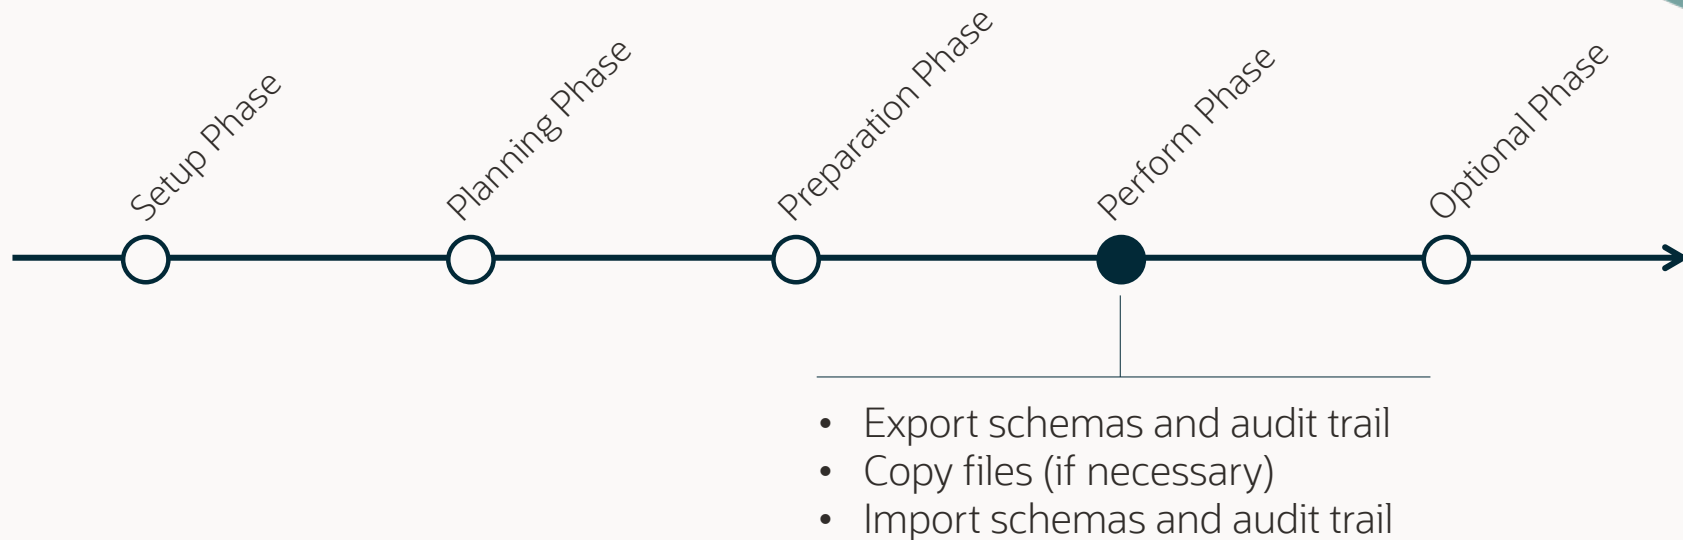 Setup Phase
Planning Phase
Preparation Phase
Perform Phase
Optional Phase
• Export schemas and audit trail
• Copy files (if necessary)
• Import schemas and audit trail